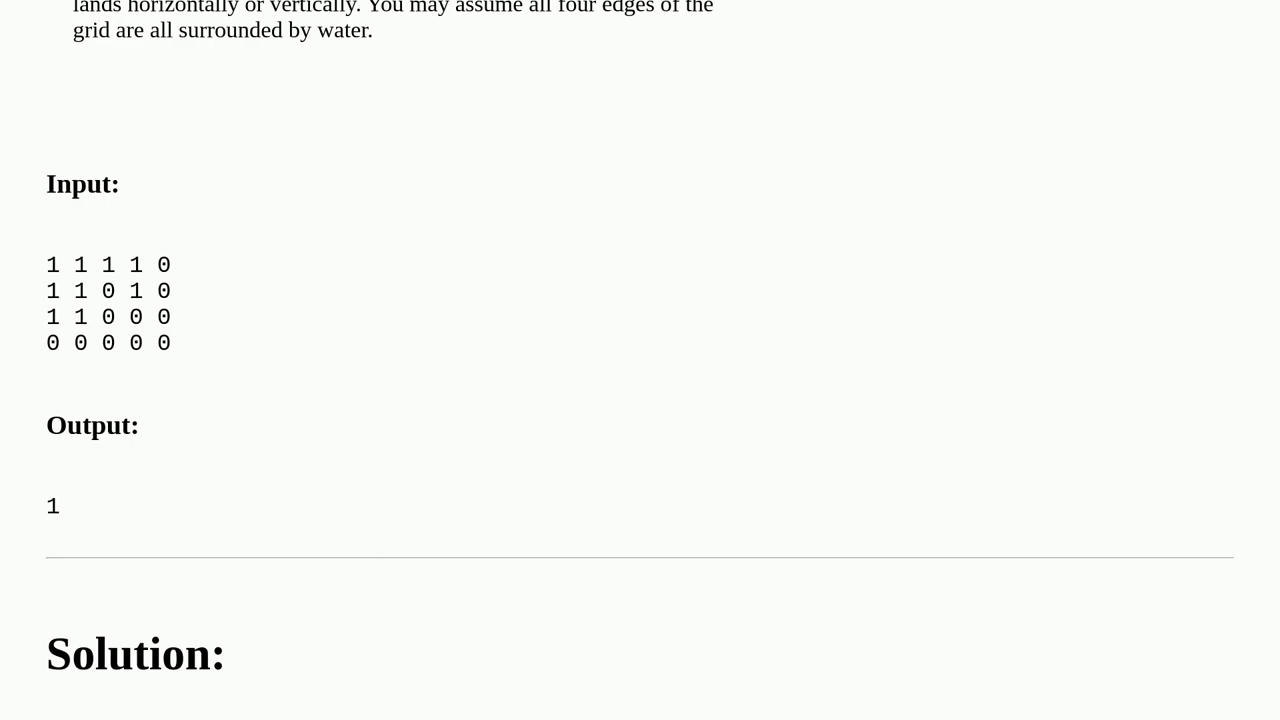 lands horizontally or vertically. You may assume all four edges of the
grid are all surrounded by water.
Input:
1 1 1 1 0
1 1 0 1 0
1 1 0 0 0
0 0 0 0 0
Output:
1
Solution: